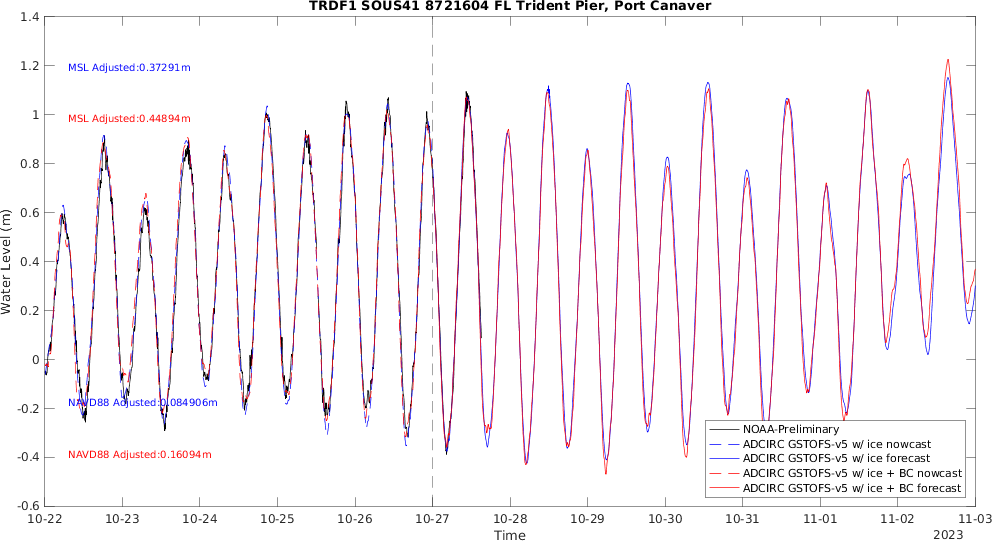 TRDF1 SOUS41 8721604 FL Trident Pier, Port Canaver
1.4
1.2
1
0.8
0.6
0.4
0.2
0
-0.2
-0.4
-0.6
Water Level (m)
MSL Adjusted:0.37291m
MSL Adjusted:0.44894m
NAVD88 Adjusted:0.084906m
NAVD88 Adjusted:0.16094m
NOAA-Preliminary
ADCIRC GSTOFS-v5 w/ ice nowcast
ADCIRC GSTOFS-v5 w/ ice forecast
ADCIRC GSTOFS-v5 w/ ice + BC nowcast
ADCIRC GSTOFS-v5 w/ ice + BC forecast
10-22 10-23 10-24 10-25 10-26 10-27 10-28 10-29 10-30 10-31 11-01 11-02 11-03
Time
2023